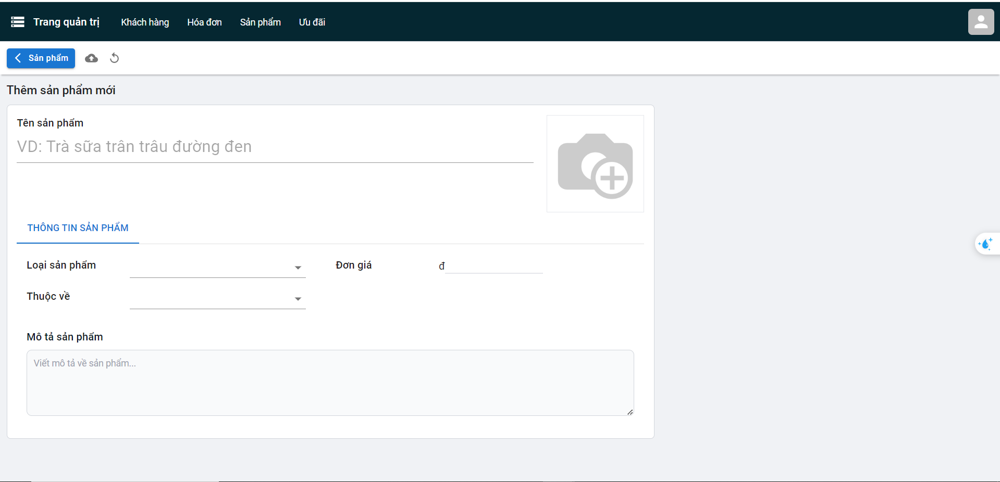 Trang quản trị Khách hàng Hóa đơn Sản phẩm Ưu đãi
Sản phẩm
Thêm sản phẩm mới
Tên sản phẩm
VD: Trà sữa trân trâu đường đen
THÔNG TIN SẢN PHẨM
Loại sản phẩm Đơn giá đ
Thuộc về
Mô tả sản phẩm
Viết mô tả về sản phẩm...